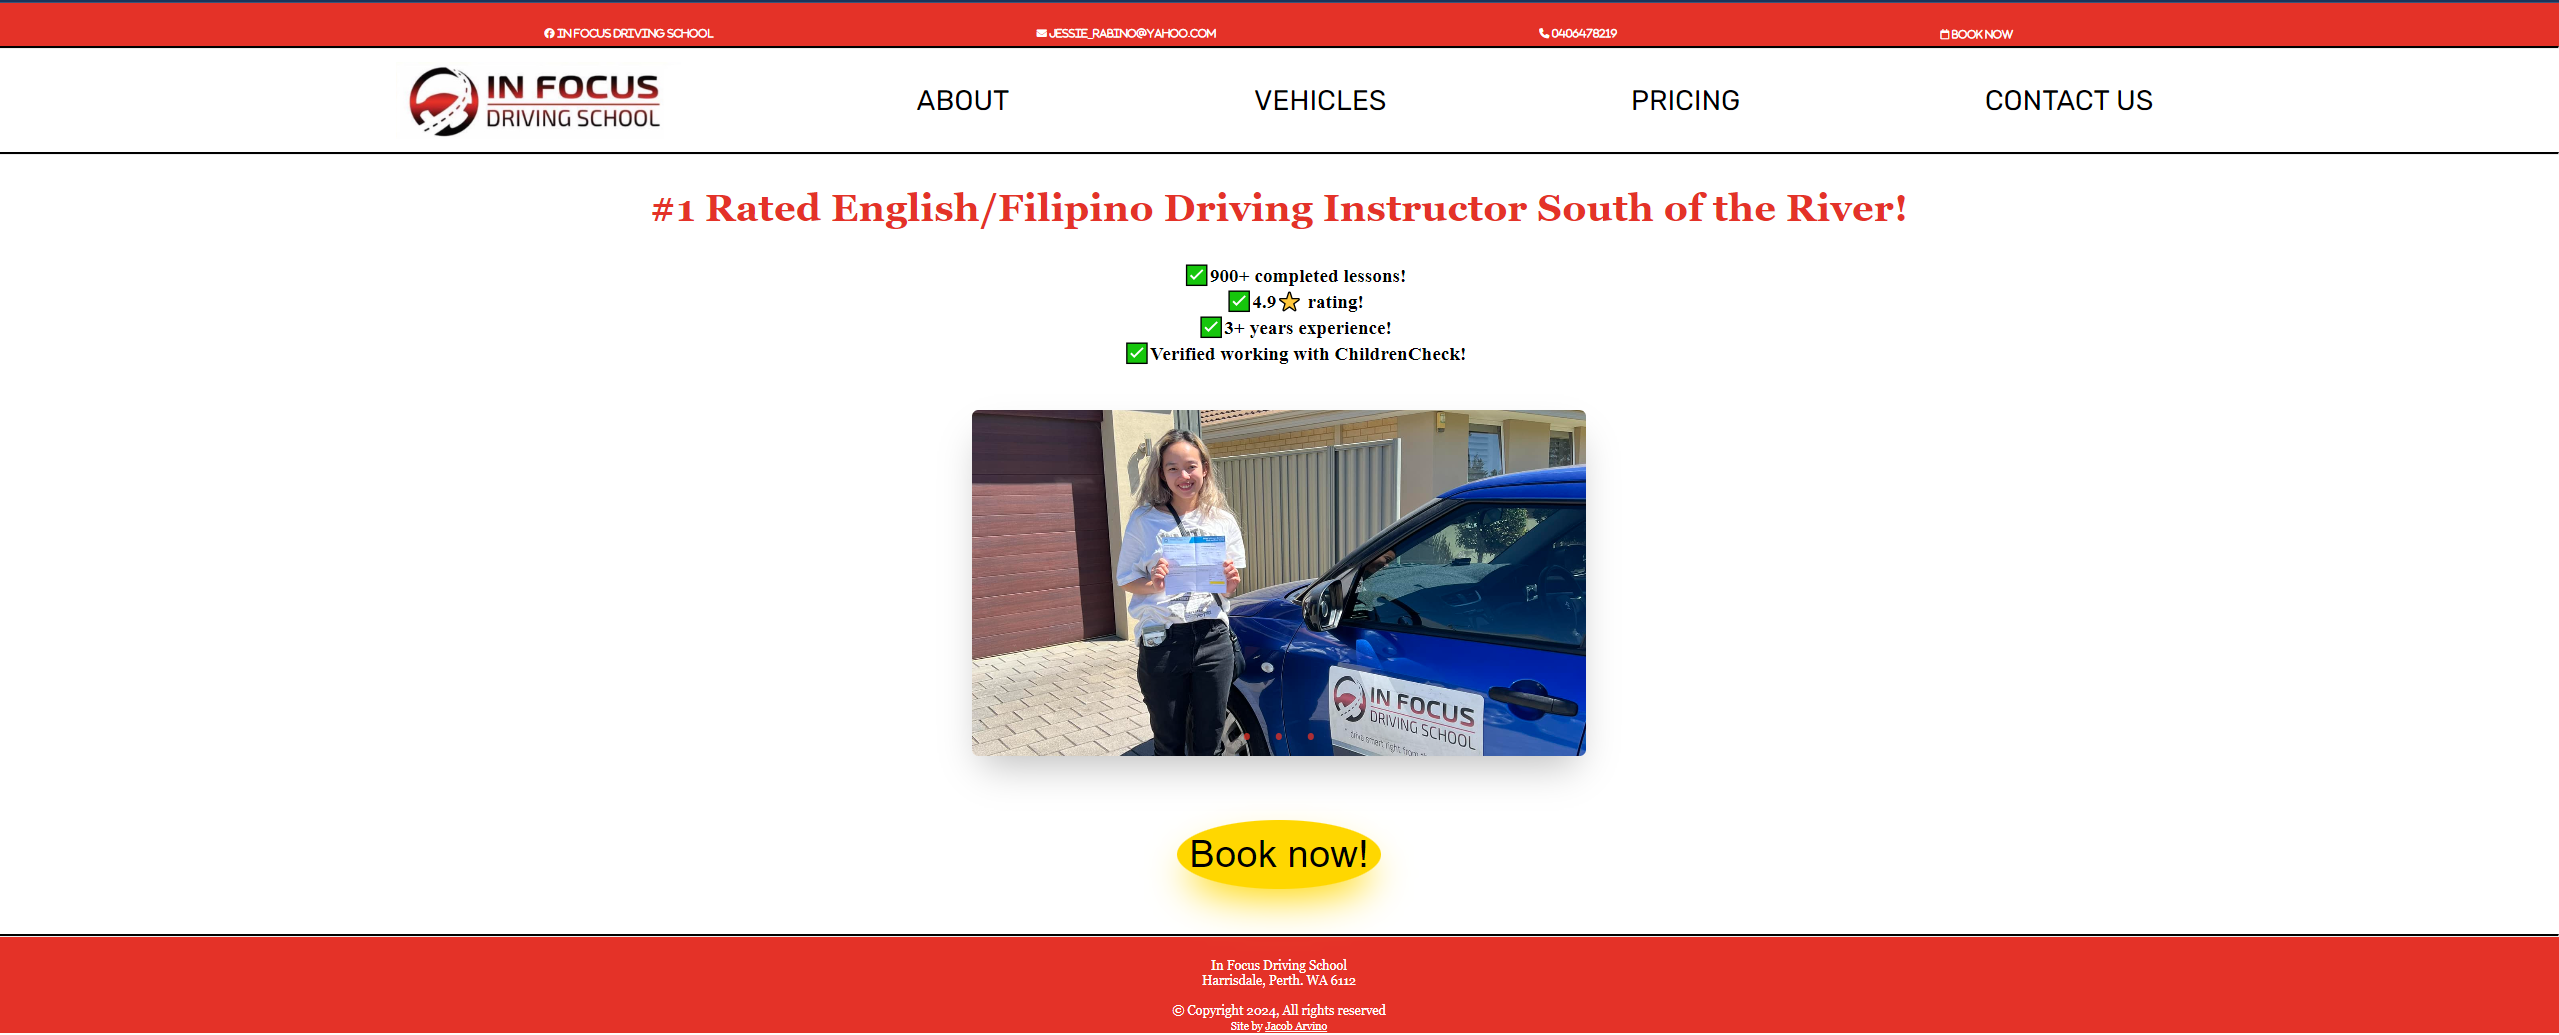 IN FOCUS DRIVING SCHOOL
JESSIE_RABINO@YAHOO.COM
0406478219
BOOK NOW
IN FOCUS
DRIVING SCHOOL
ABOUT
VEHICLES
PRICING
CONTACT US
#1 Rated English/Filipino Driving Instructor South of the River!
900+ completed lessons!
4.9⭐ rating!
3+ years experience!
Verified working with ChildrenCheck!
IN FOCUS
DRIVING SCHOOL
Book now!
In Focus Driving School
Harrisdale, Perth. WA 6112
© Copyright 2024, All rights reserved
Site by Jacob Arvino